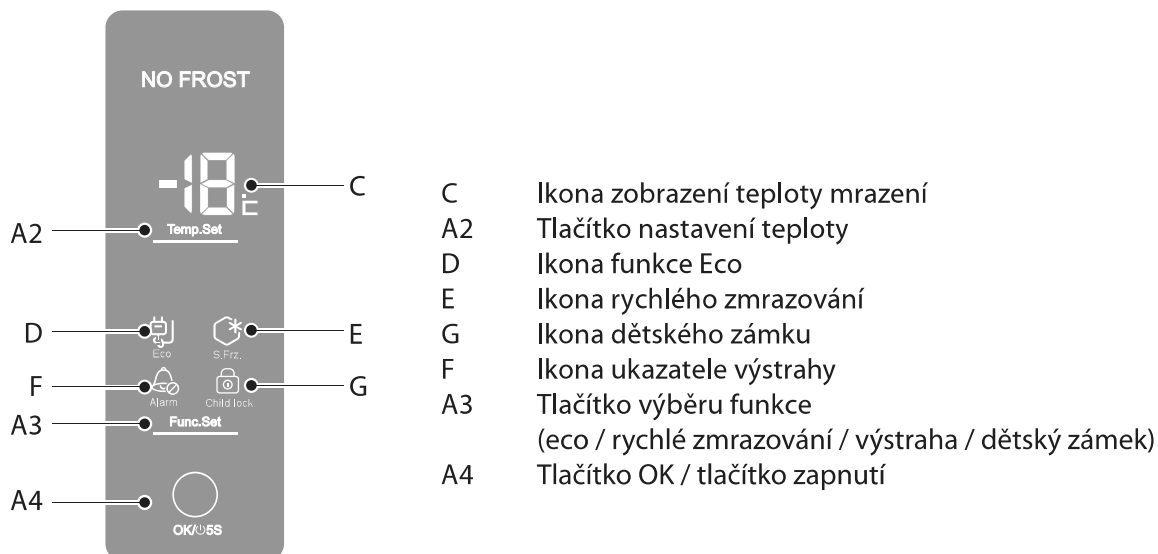 NO FROST
-18
C
A2
Temp.Set
D
E
Eco
S.Frz.
F
G
Alarm
Child lock
A3
Func.Set
A4
OK/⏻5S
C Ikona zobrazení teploty mrazení
A2 Tlačítko nastavení teploty
D Ikona funkce Eco
E Ikona rychlého zmrazování
G Ikona dětského zámku
F Ikona ukazatele výstrahy
A3 Tlačítko výběru funkce
(eco / rychlé zmrazování / výstraha / dětský zámek)
A4 Tlačítko OK / tlačítko zapnutí